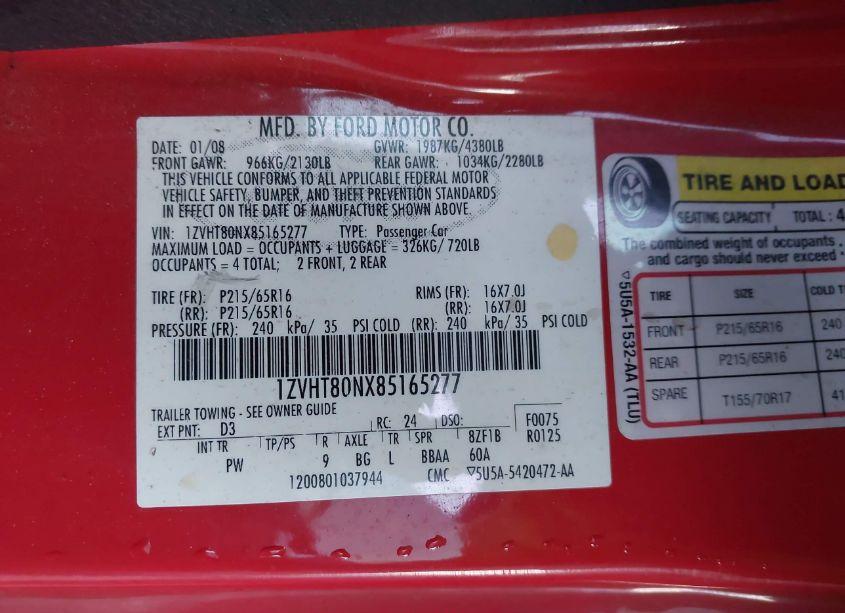 MFD. BY FORD MOTOR CO.
DATE: 01/08 GVWR: 1987KG/4380LB
FRONT GAWR: 966KG/2130LB REAR GAWR: 1034KG/2280LB
THIS VEHICLE CONFORMS TO ALL APPLICABLE FEDERAL MOTOR
VEHICLE SAFETY, BUMPER, AND THEFT PREVENTION STANDARDS
IN EFFECT ON THE DATE OF MANUFACTURE SHOWN ABOVE.
VIN: 1ZVHT80NX85165277 TYPE: Passenger Car
MAXIMUM LOAD = OCCUPANTS + LUGGAGE = 326KG/ 720LB
OCCUPANTS = 4 TOTAL; 2 FRONT, 2 REAR
TIRE (FR): P215/65R16 RIMS (FR): 16X7.0J
(RR): P215/65R16 (RR): 16X7.0J
PRESSURE (FR): 240 kPa/ 35 PSI COLD (RR): 240 kPa/ 35 PSI COLD
1ZVHT80NX85165277
TRAILER TOWING - SEE OWNER GUIDE
EXT PNT: D3 RC: 24 DSO: F0075
R0125
INT TR TP/PS R AXLE TR SPR 8ZF1B
PW 9 BG L BBAA 60A
1200801037944 CMC ▽5U5A-5420472-AA
TIRE AND LOAD
SEATING CAPACITY TOTAL: 4
The combined weight of occupants
and cargo should never exceed
▽5U5A-1532-AA (TLU)
TIRE SIZE COLD T
FRONT P215/65R16 240
REAR P215/65R16 240
SPARE T155/70R17 41